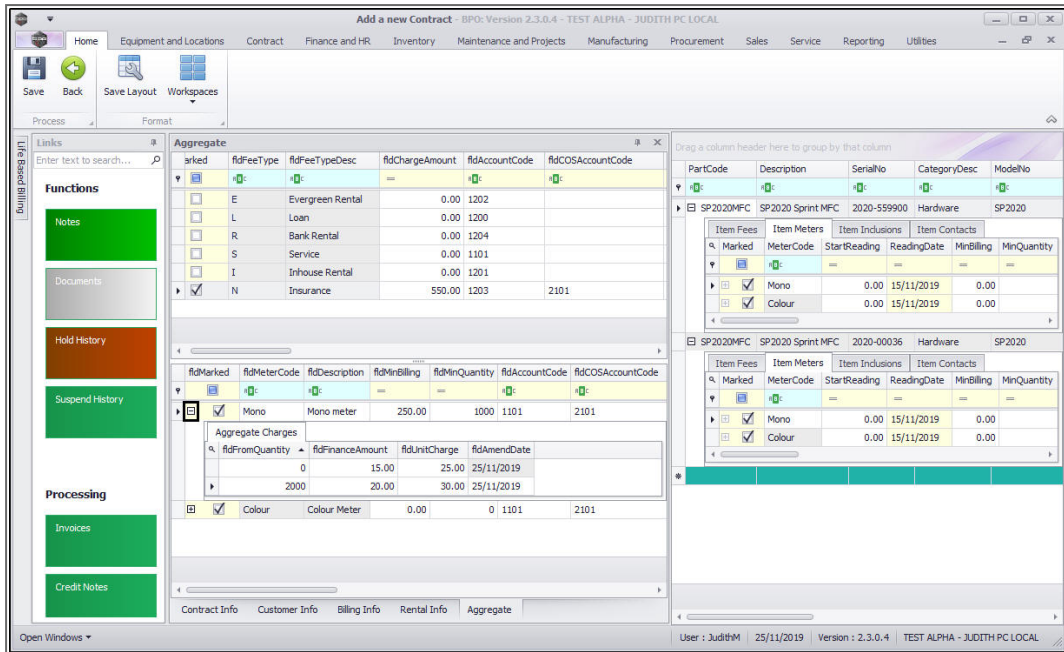 Add a new Contract - BPO: Version 2.3.0.4 - TEST ALPHA - JUDITH PC LOCAL
Home Equipment and Locations Contract Finance and HR Inventory Maintenance and Projects Manufacturing Procurement Sales Service Reporting Utilities
Save Back Save Layout Workspaces
Process Format
Life Based Billing
Links
Enter text to search...
Functions
Notes
Documents
Hold History
Suspend History
Processing
Invoices
Credit Notes
Aggregate
arked fldFeeType fldFeeTypeDesc fldChargeAmount fldAccountCode fldCOSAccountCode
E Evergreen Rental 0.00 1202
L Loan 0.00 1200
R Bank Rental 0.00 1204
S Service 0.00 1101
I Inhouse Rental 0.00 1201
N Insurance 550.00 1203 2101
fldMarked fldMeterCode fldDescription fldMinBilling fldMinQuantity fldAccountCode fldCOSAccountCode
Mono Mono meter 250.00 1000 1101 2101
Aggregate Charges
fldFromQuantity fldFinanceAmount fldUnitCharge fldAmendDate
0 15.00 25.00 25/11/2019
2000 20.00 30.00 25/11/2019
Colour Colour Meter 0.00 0 1101 2101
Contract Info Customer Info Billing Info Rental Info Aggregate
Drag a column header here to group by that column
PartCode Description SerialNo CategoryDesc ModelNo
SP2020MFC SP2020 Sprint MFC 2020-559900 Hardware SP2020
Item Fees Item Meters Item Inclusions Item Contacts
Marked MeterCode StartReading ReadingDate MinBilling MinQuantity
Mono 0.00 15/11/2019 0.00
Colour 0.00 15/11/2019 0.00
SP2020MFC SP2020 Sprint MFC 2020-00036 Hardware SP2020
Item Fees Item Meters Item Inclusions Item Contacts
Marked MeterCode StartReading ReadingDate MinBilling MinQuantity
Mono 0.00 15/11/2019 0.00
Colour 0.00 15/11/2019 0.00
Open Windows
User : JudithM 25/11/2019 Version : 2.3.0.4 TEST ALPHA - JUDITH PC LOCAL